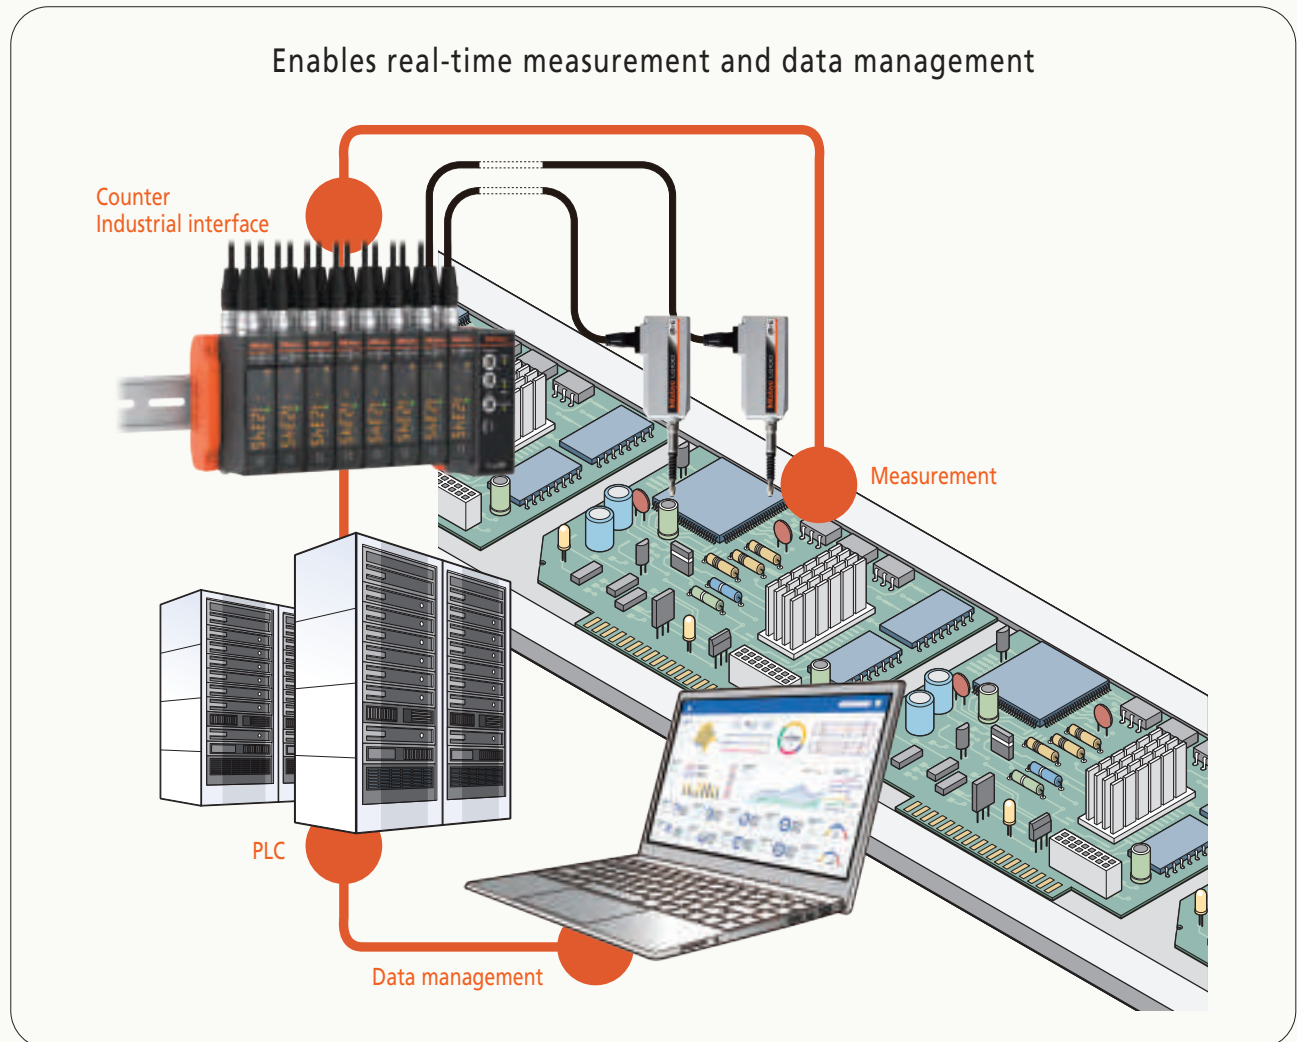 Enables real-time measurement and data management
Counter
Industrial interface
Measurement
PLC
Data management